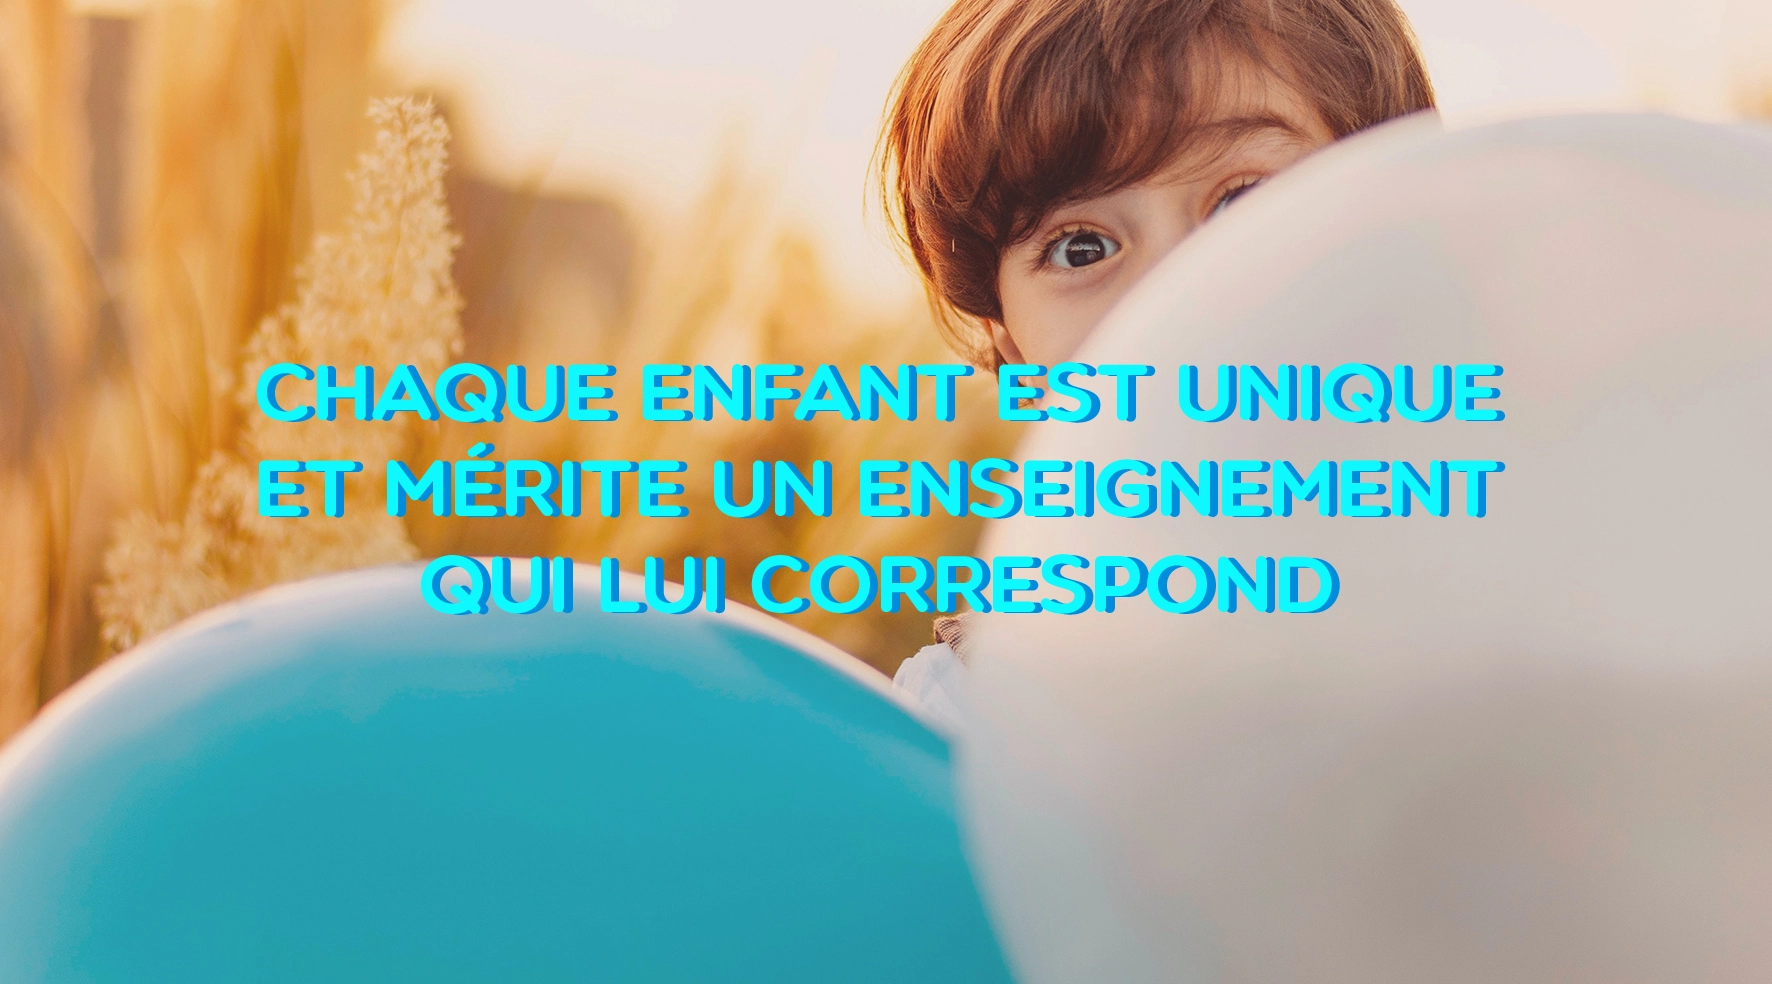 CHAQUE ENFANT EST UNIQUE
ET MÉRITE UN ENSEIGNEMENT
QUI LUI CORRESPOND